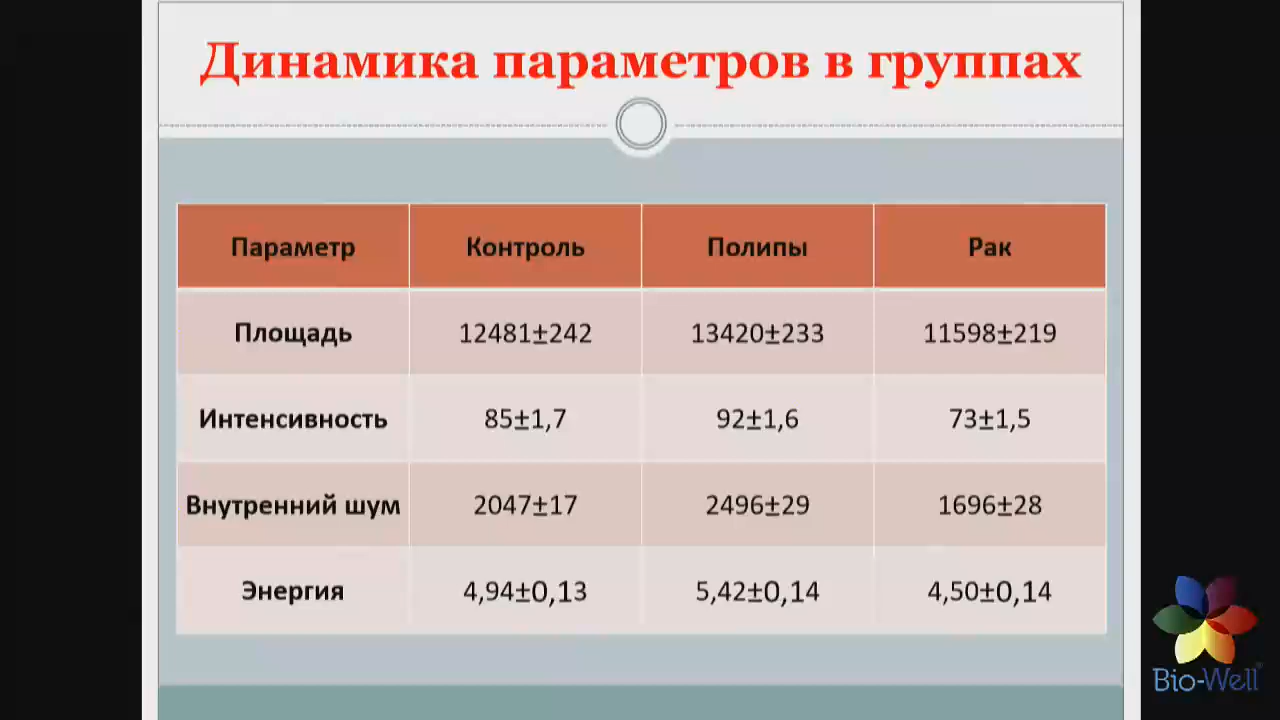 Динамика параметров в группах
Параметр Контроль Полипы Рак
Площадь 12481±242 13420±233 11598±219
Интенсивность 85±1,7 92±1,6 73±1,5
Внутренний шум 2047±17 2496±29 1696±28
Энергия 4,94±0,13 5,42±0,14 4,50±0,14
Bio-Well®